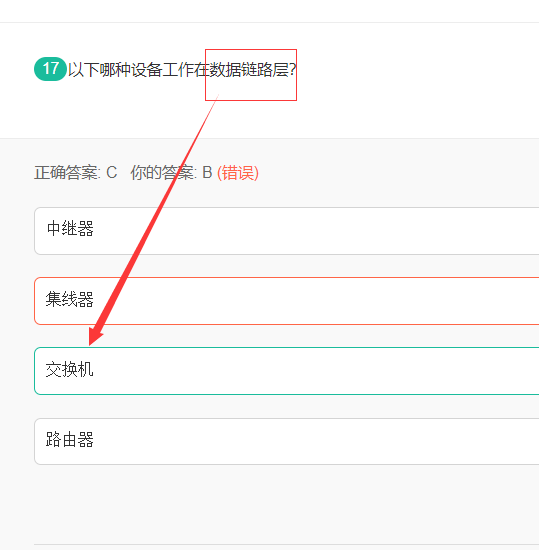 17 以下哪种设备工作在数据链路层?
正确答案: C 你的答案: B (错误)
中继器
集线器
交换机
路由器